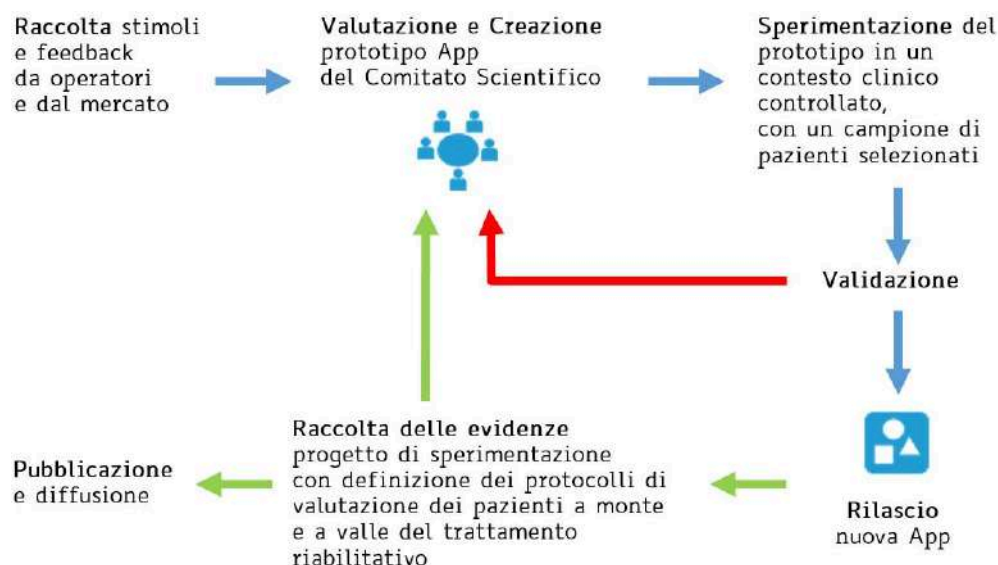 Raccolta stimoli
e feedback
da operatori
e dal mercato
Valutazione e Creazione
prototipo App
del Comitato Scientifico
Sperimentazione del
prototipo in un
contesto clinico
controllato,
con un campione di
pazienti selezionati
Validazione
Rilascio
nuova App
Raccolta delle evidenze
progetto di sperimentazione
con definizione dei protocolli di
valutazione dei pazienti a monte
e a valle del trattamento
riabilitativo
Pubblicazione
e diffusione